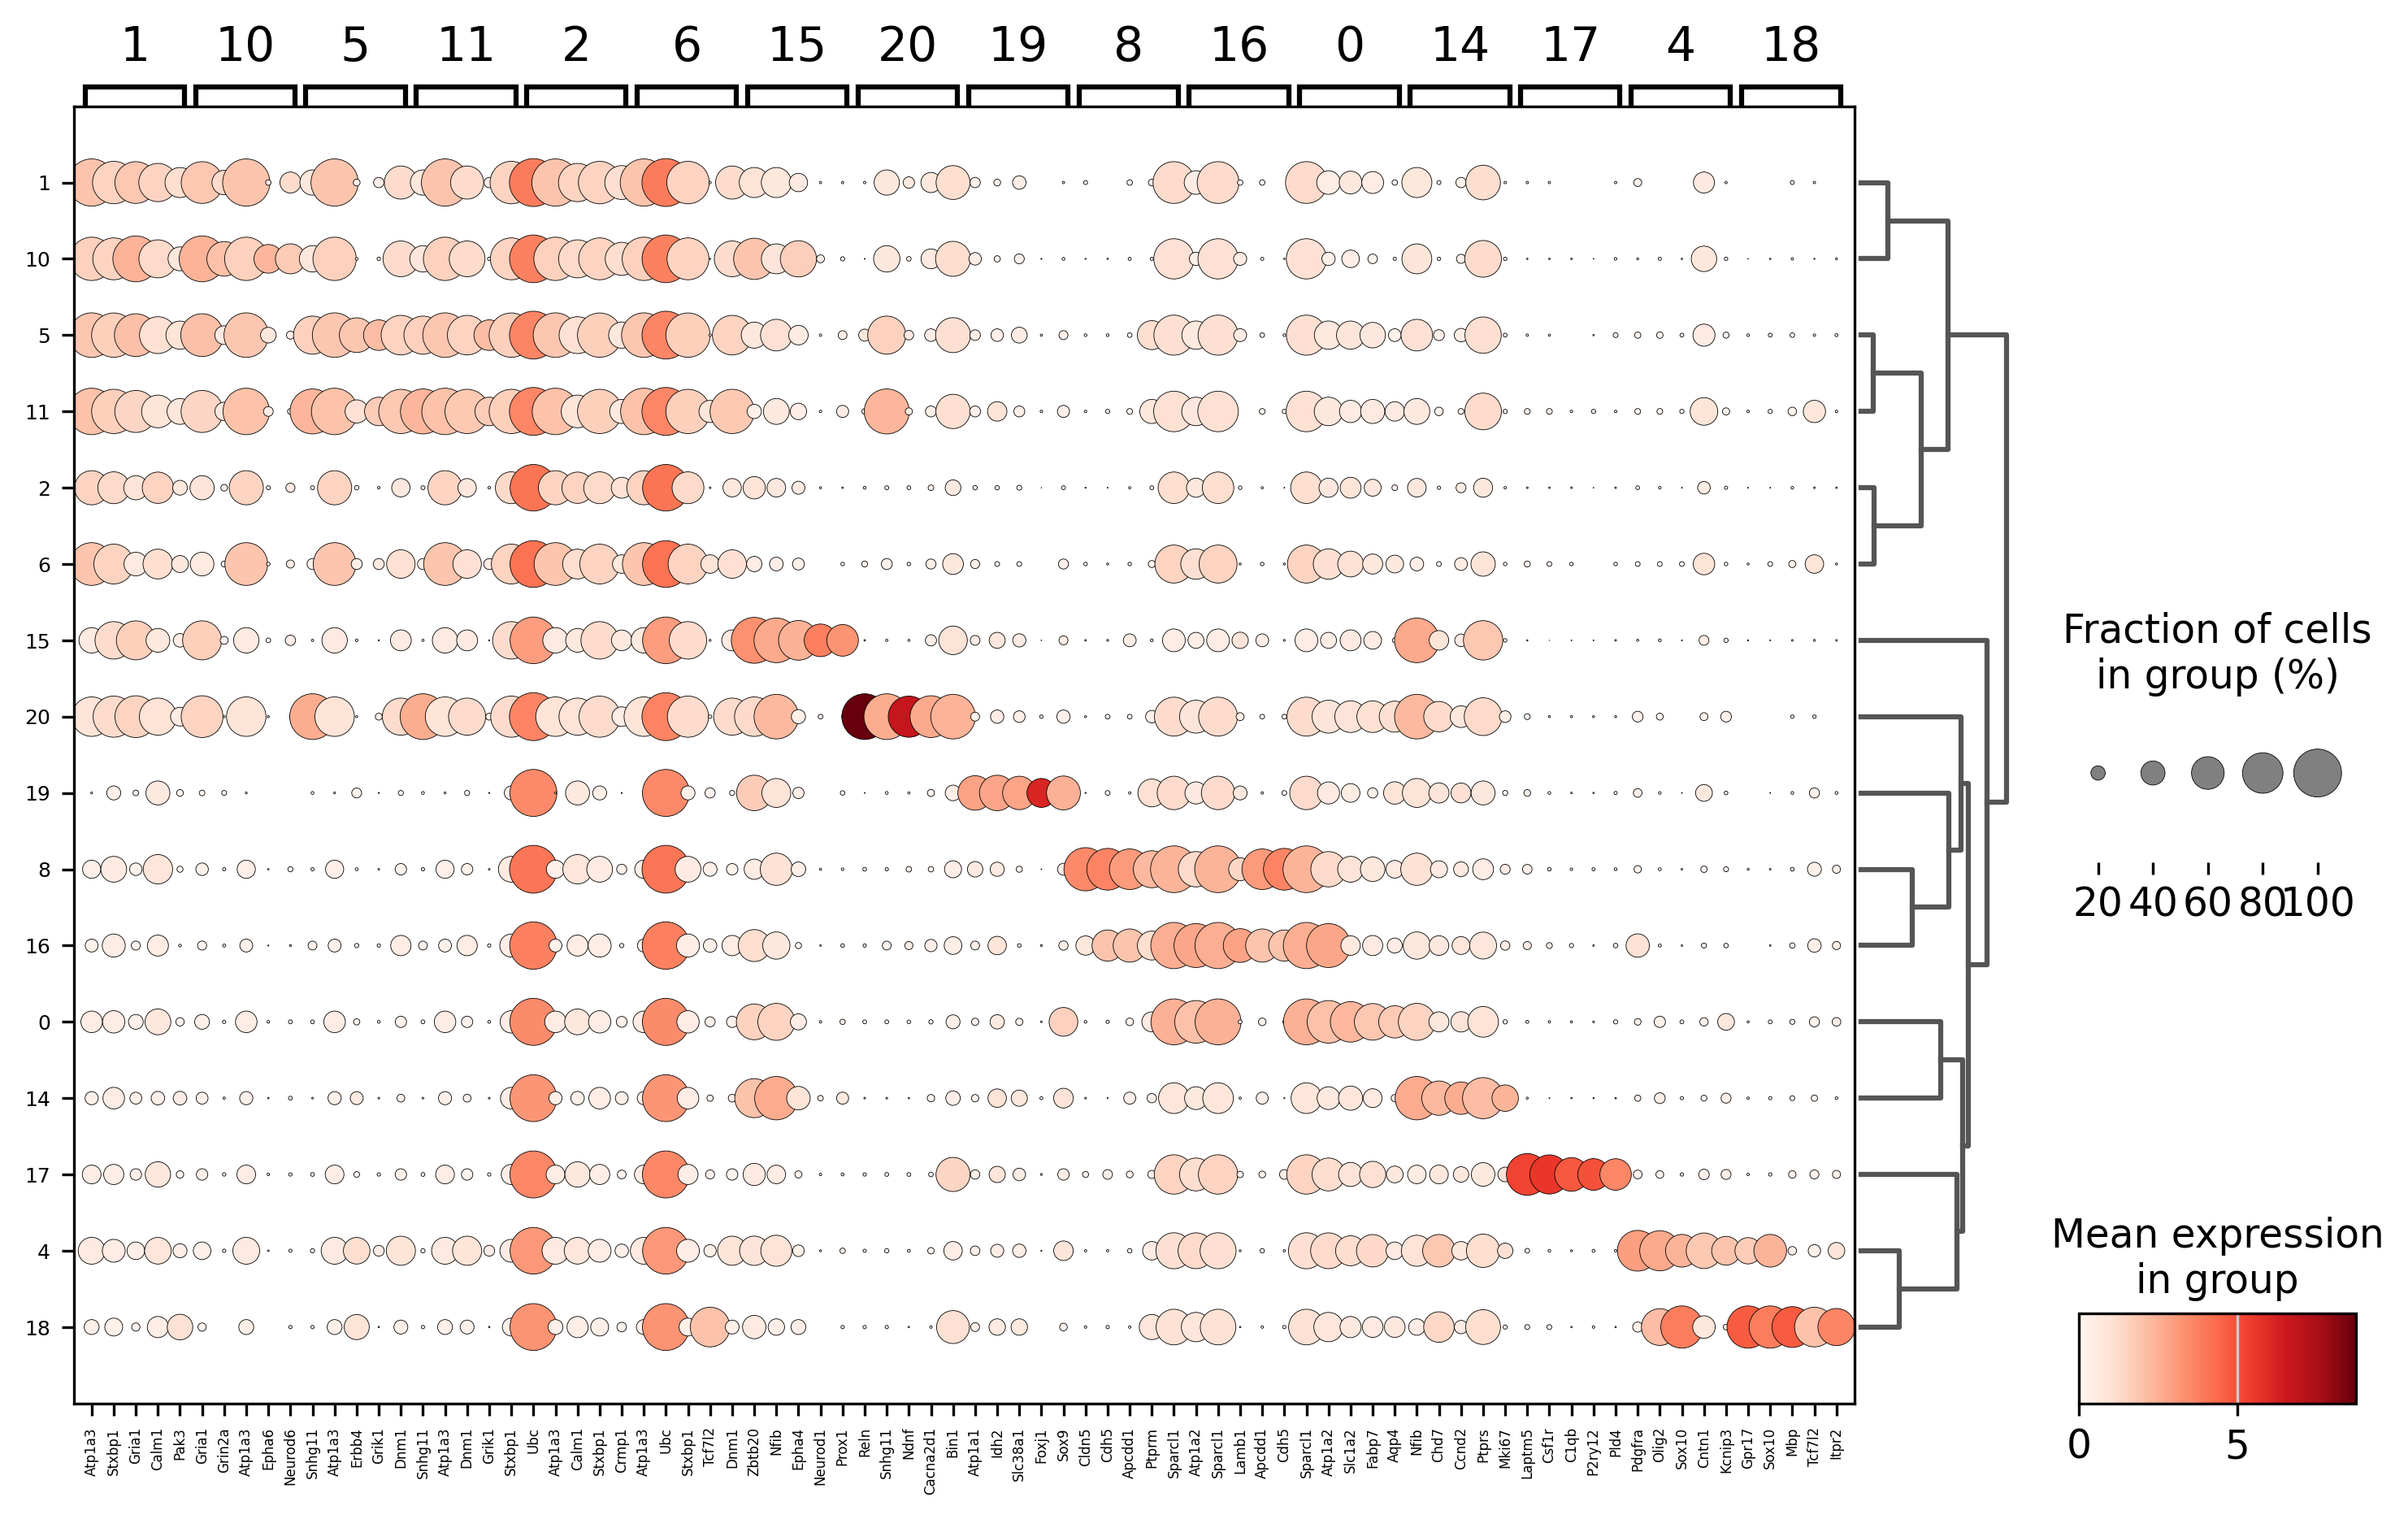 1 10 5 11 2 6 15 20 19 8 16 0 14 17 4 18
1
10
5
11
2
6
15
20
19
8
16
0
14
17
4
18
Atp1a3 Stxbp1 Gria1 Calm1 Pak3 Gria1 Grin2a Atp1a3 Epha6 Neurod6 Snhg11 Atp1a3 Erbb4 Grik1 Dnm1 Snhg11 Atp1a3 Dnm1 Grik1 Stxbp1 Ubc Atp1a3 Calm1 Stxbp1 Crmp1 Atp1a3 Ubc Stxbp1 Tcf7l2 Dnm1 Zbtb20 Nfib Epha4 Neurod1 Prox1 Reln Snhg11 Ndnf Cacna2d1 Bin1 Atp1a1 Idh2 Slc38a1 Foxj1 Sox9 Cldn5 Cdh5 Apcdd1 Ptprm Sparcl1 Atp1a2 Sparcl1 Lamb1 Apcdd1 Cdh5 Sparcl1 Atp1a2 Slc1a2 Fabp7 Aqp4 Nfib Chd7 Ccnd2 Ptprs Mki67 Laptm5 Csf1r C1qb P2ry12 Pld4 Pdgfra Olig2 Sox10 Cntn1 Kcnip3 Gpr17 Sox10 Mbp Tcf7l2 Itpr2
Fraction of cells
in group (%)
20 40 60 80 100
Mean expression
in group
0 5